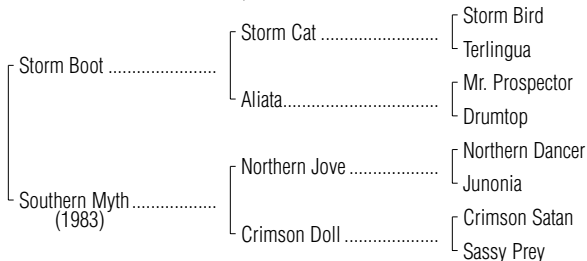 Storm Bird
Storm Cat ........................
Terlingua
Storm Boot ......................
Mr. Prospector
Aliata................................
Drumtop
Northern Dancer
Northern Jove ..................
Junonia
Southern Myth .................
(1983)
Crimson Satan
Crimson Doll ...................
Sassy Prey